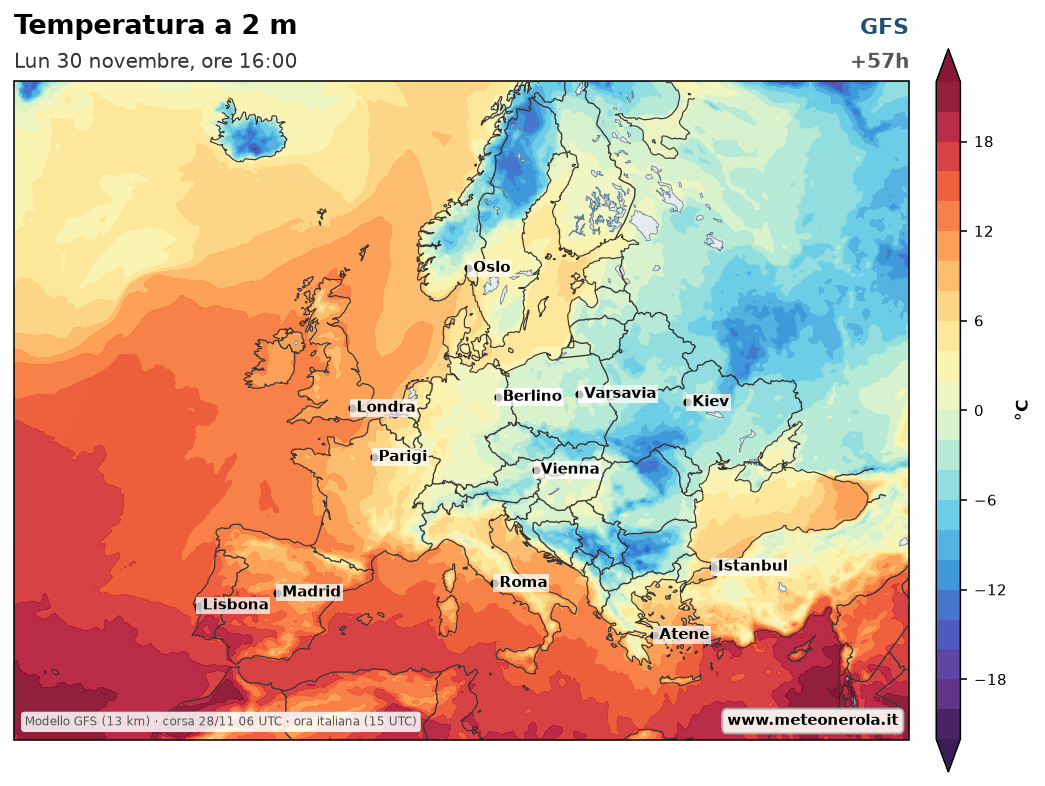 Temperatura a 2 m
GFS
Lun 30 novembre, ore 16:00
+57h
Oslo
Berlino
Varsavia
Kiev
Londra
Parigi
Vienna
Istanbul
Roma
Madrid
Lisbona
Atene
Modello GFS (13 km) · corsa 28/11 06 UTC · ora italiana (15 UTC)
www.meteonerola.it
18
12
6
0
−6
−12
−18
°C